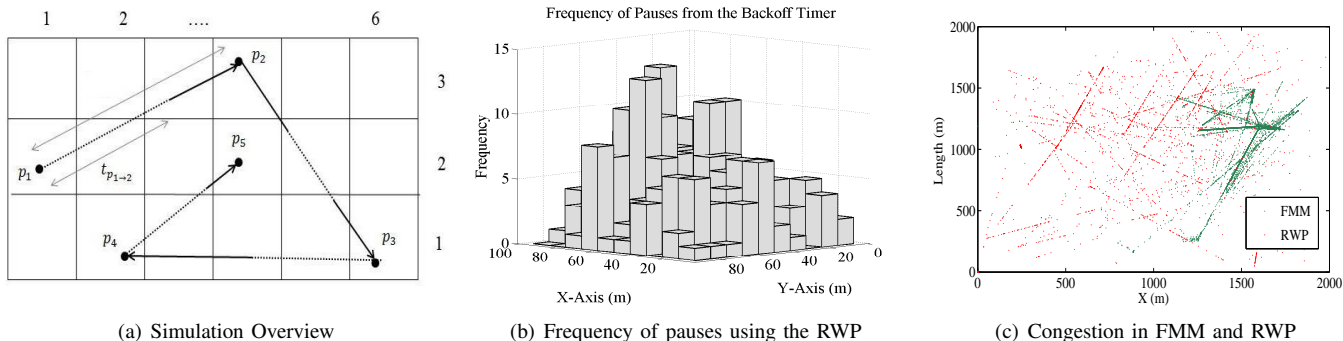 1 2 .... 6
p2
3
p1
p5
2
t p1→2
p4
p3
1
(a) Simulation Overview
Frequency of Pauses from the Backoff Timer
Frequency
15
10
5
0
100 80 60 40 20
80 60 40 20 0
X-Axis (m)
Y-Axis (m)
(b) Frequency of pauses using the RWP
Length (m)
2000
1500
1000
500
0
0 500 1000 1500 2000
X (m)
FMM
RWP
(c) Congestion in FMM and RWP